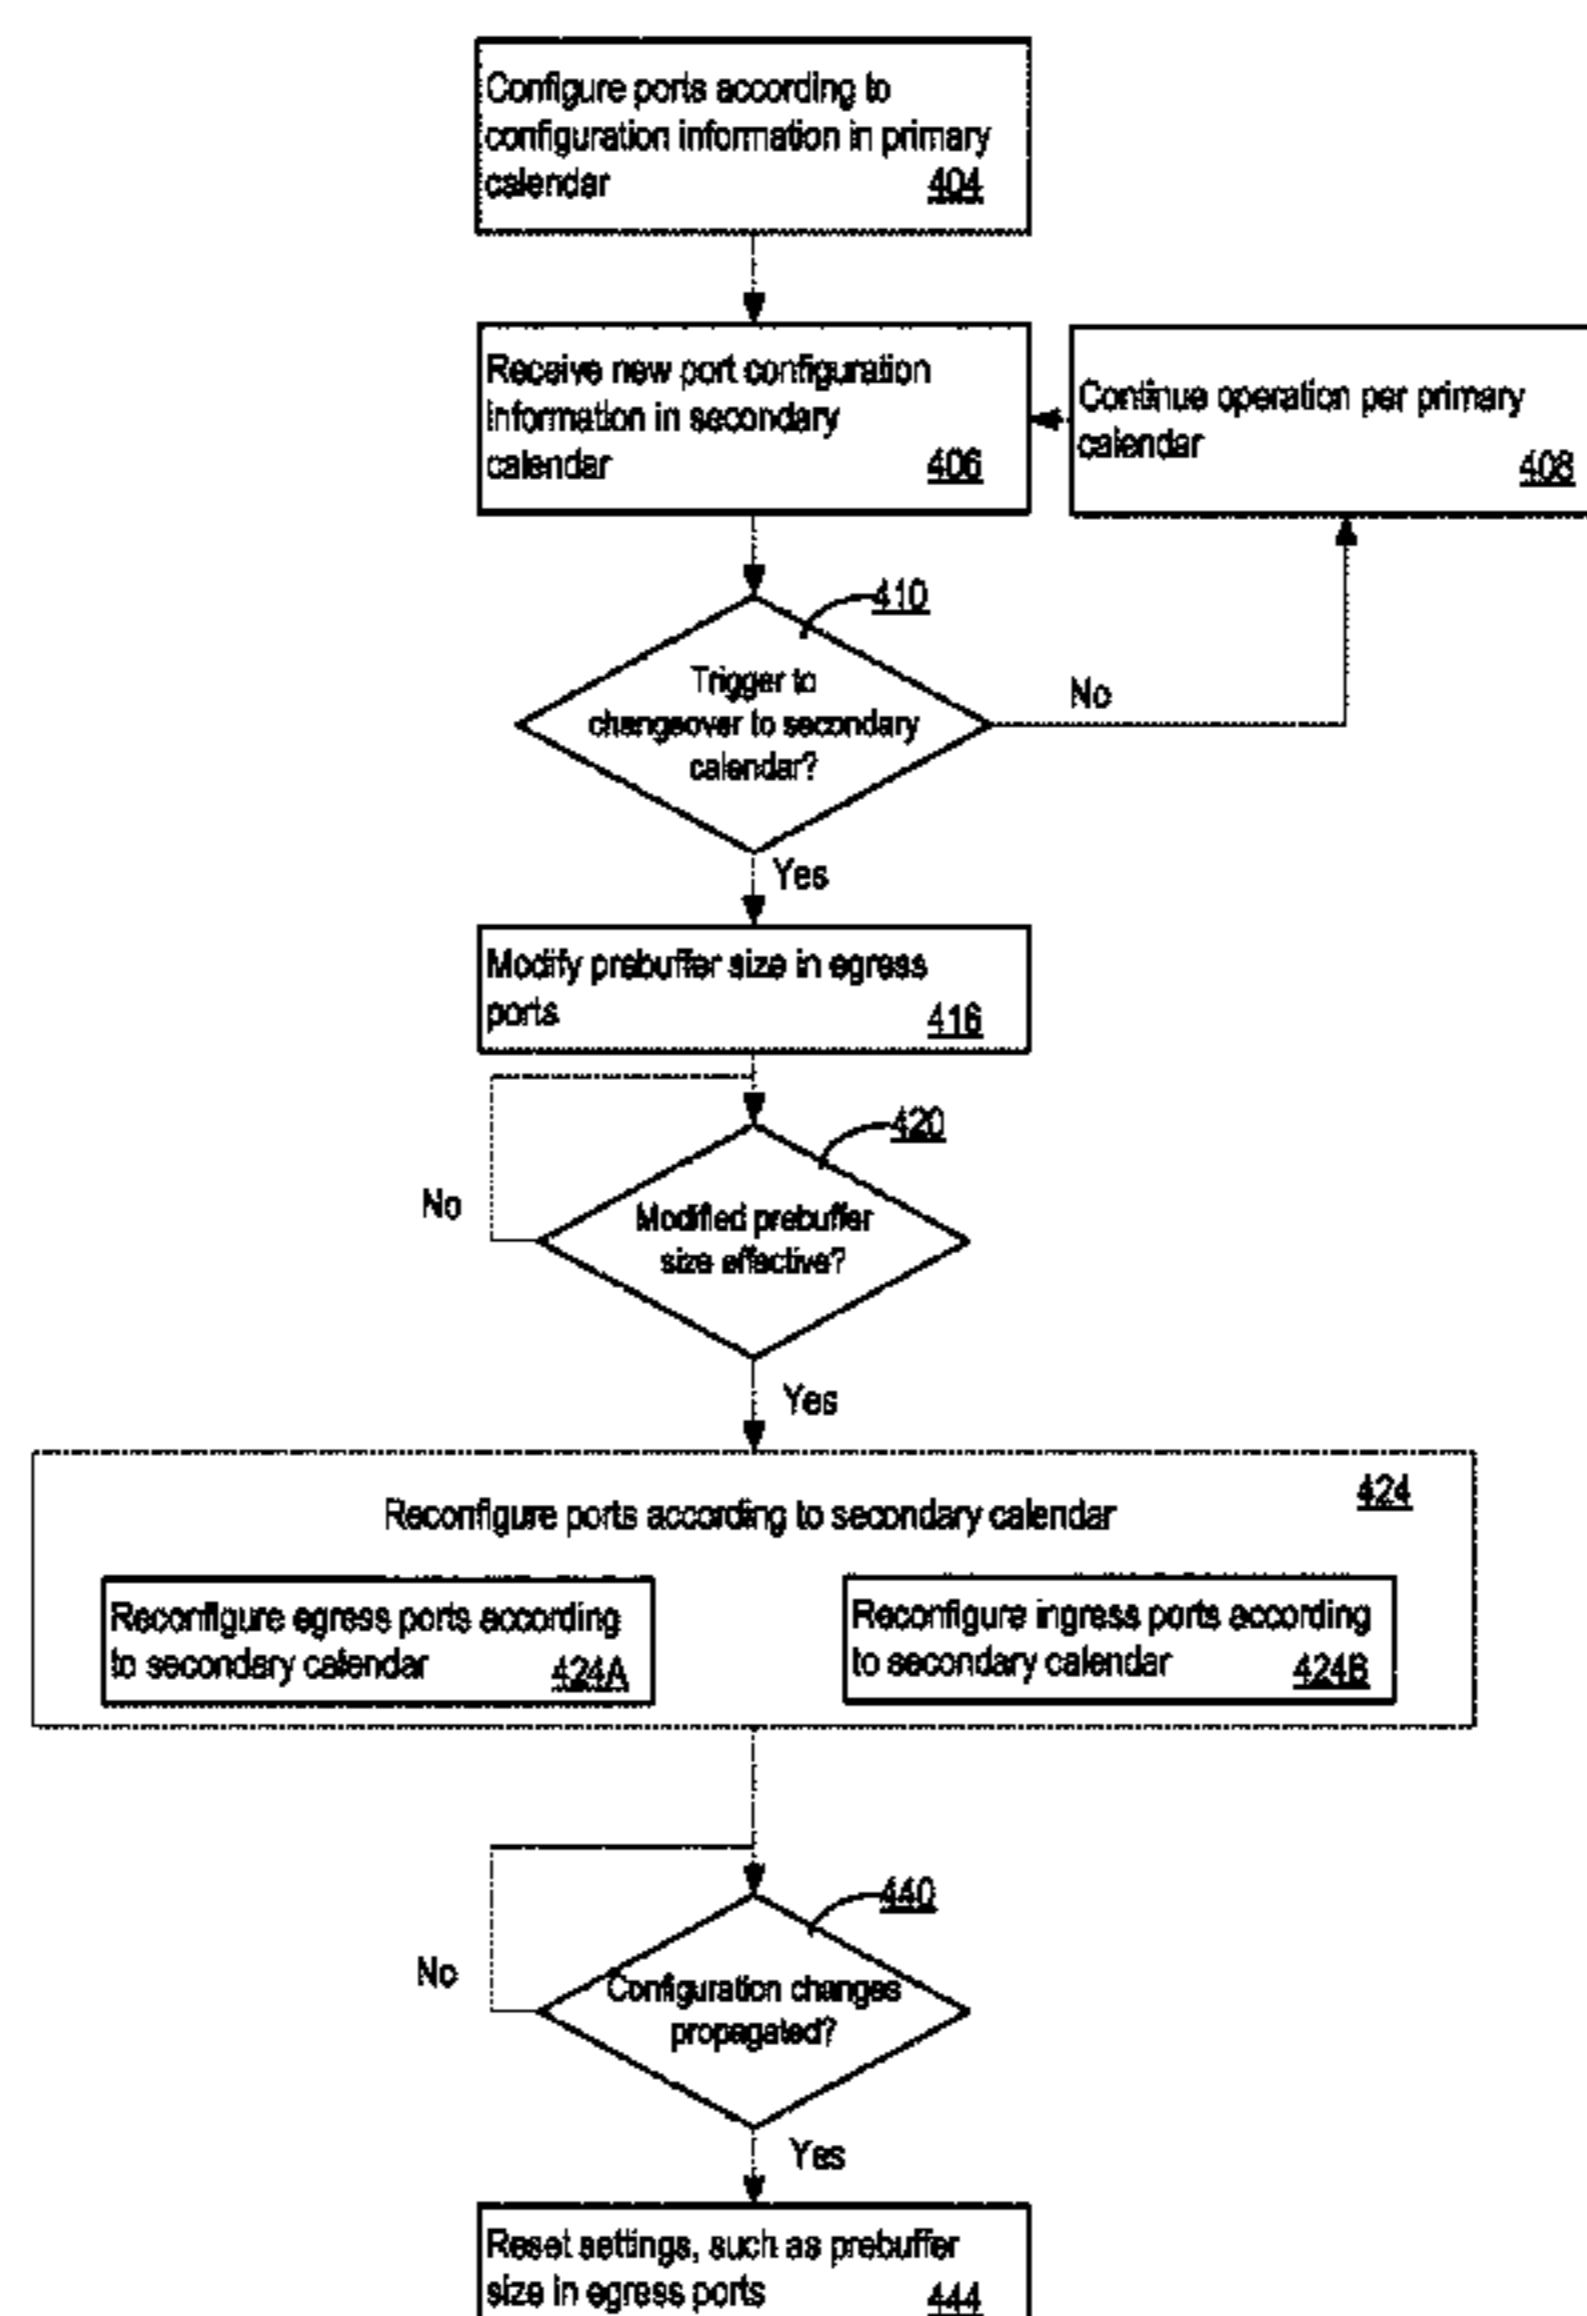 Configure ports according to
configuration information in primary
calendar
404
Receive new port configuration
information in secondary
calendar
406
Continue operation per primary
calendar
408
410
Trigger to
changeover to secondary
calendar?
No
Yes
Modify prebuffer size in egress
ports
416
420
No
Modified prebuffer
size effective?
Yes
424
Reconfigure ports according to secondary calendar
Reconfigure egress ports according
to secondary calendar
424A
Reconfigure ingress ports according
to secondary calendar
424B
440
No
Configuration changes
propagated?
Yes
Reset settings, such as prebuffer
size in egress ports
444